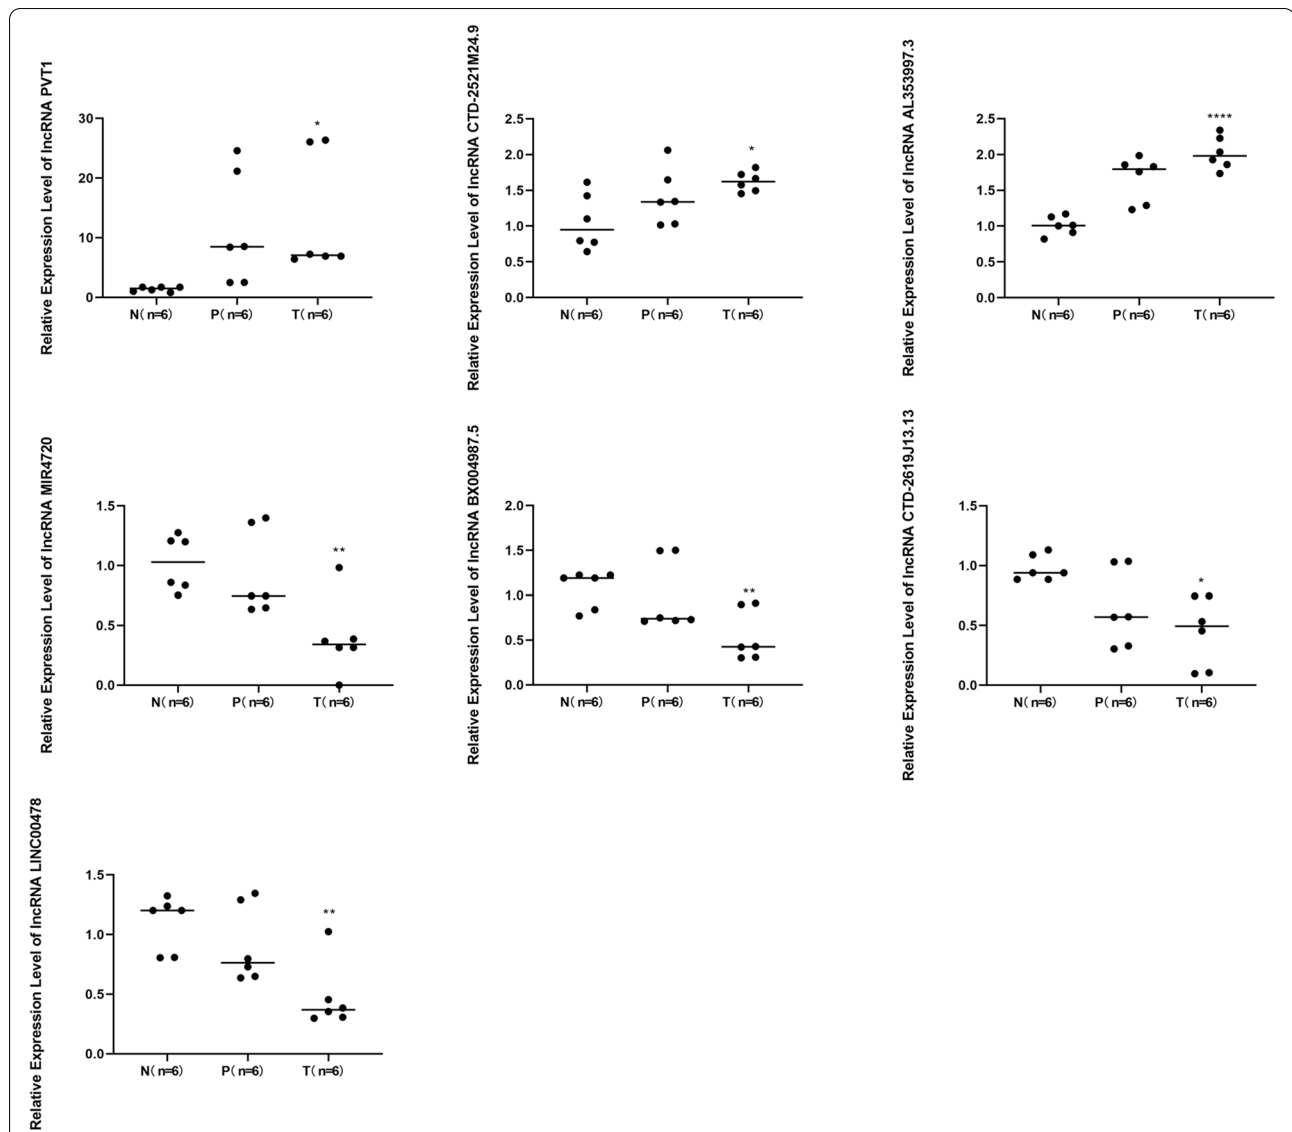 Relative Expression Level of lncRNA PVT1
30
20
10
0
*
N( n=6) P( n=6) T( n=6)
Relative Expression Level of lncRNA CTD-2521M24.9
2.5
2.0
1.5
1.0
0.5
0.0
*
N( n=6) P( n=6) T( n=6)
Relative Expression Level of lncRNA AL353997.3
2.5
2.0
1.5
1.0
0.5
0.0
****
N( n=6) P( n=6) T( n=6)
Relative Expression Level of lncRNA MIR4720
1.5
1.0
0.5
0.0
**
N( n=6) P( n=6) T( n=6)
Relative Expression Level of lncRNA BX004987.5
2.0
1.5
1.0
0.5
0.0
**
N( n=6) P( n=6) T( n=6)
Relative Expression Level of lncRNA CTD-2619J13.13
1.5
1.0
0.5
0.0
*
N( n=6) P( n=6) T( n=6)
Relative Expression Level of lncRNA LINC00478
1.5
1.0
0.5
0.0
**
N( n=6) P( n=6) T( n=6)